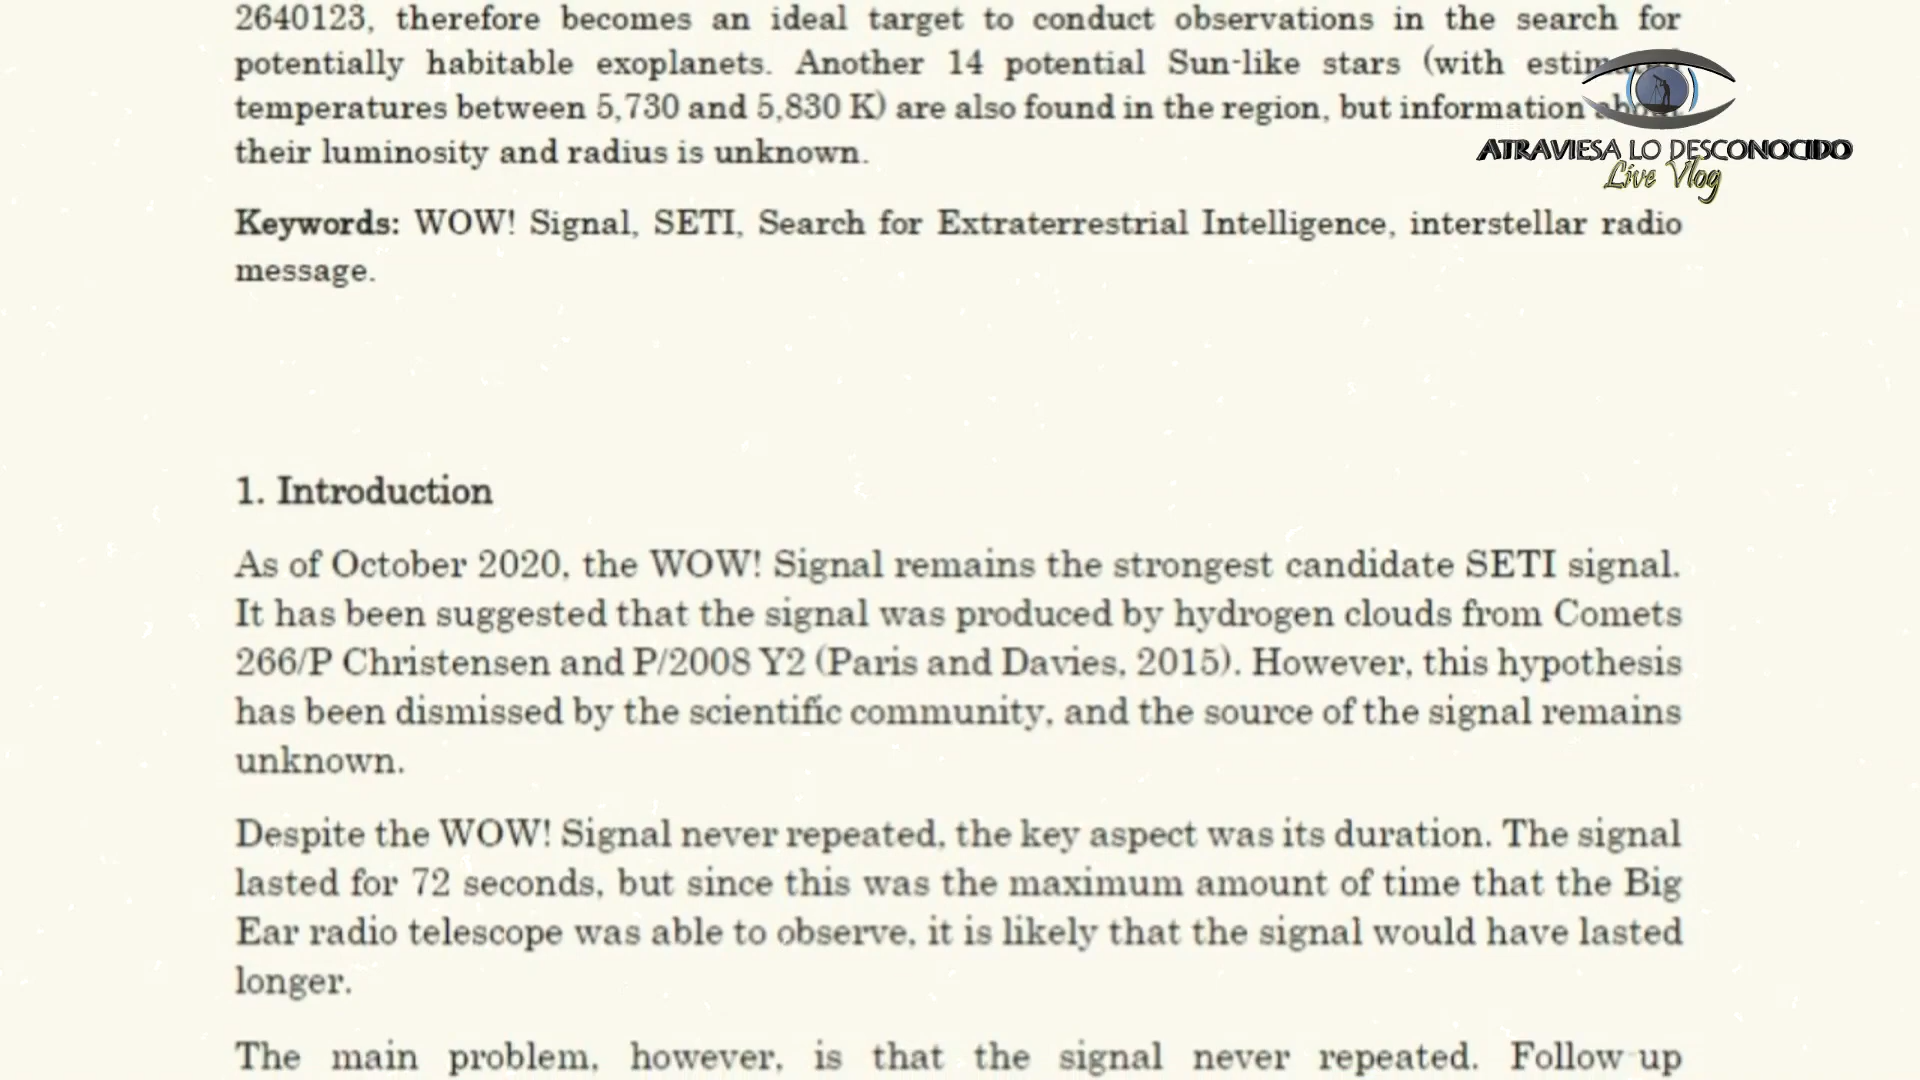 2640123, therefore becomes an ideal target to conduct observations in the search for
potentially habitable exoplanets. Another 14 potential Sun-like stars (with
temperatures between 5,730 and 5,830 K) are also found in the region, but information
their luminosity and radius is unknown.
ATRAVIESA LO DESCONOCIDO
Live Vlog
Keywords: WOW! Signal, SETI, Search for Extraterrestrial Intelligence, interstellar radio
message.
1. Introduction
As of October 2020, the WOW! Signal remains the strongest candidate SETI signal.
It has been suggested that the signal was produced by hydrogen clouds from Comets
266/P Christensen and P/2008 Y2 (Paris and Davies, 2015). However, this hypothesis
has been dismissed by the scientific community, and the source of the signal remains
unknown.
Despite the WOW! Signal never repeated, the key aspect was its duration. The signal
lasted for 72 seconds, but since this was the maximum amount of time that the Big
Ear radio telescope was able to observe, it is likely that the signal would have lasted
longer.
The main problem, however, is that the signal never repeated. Follow up